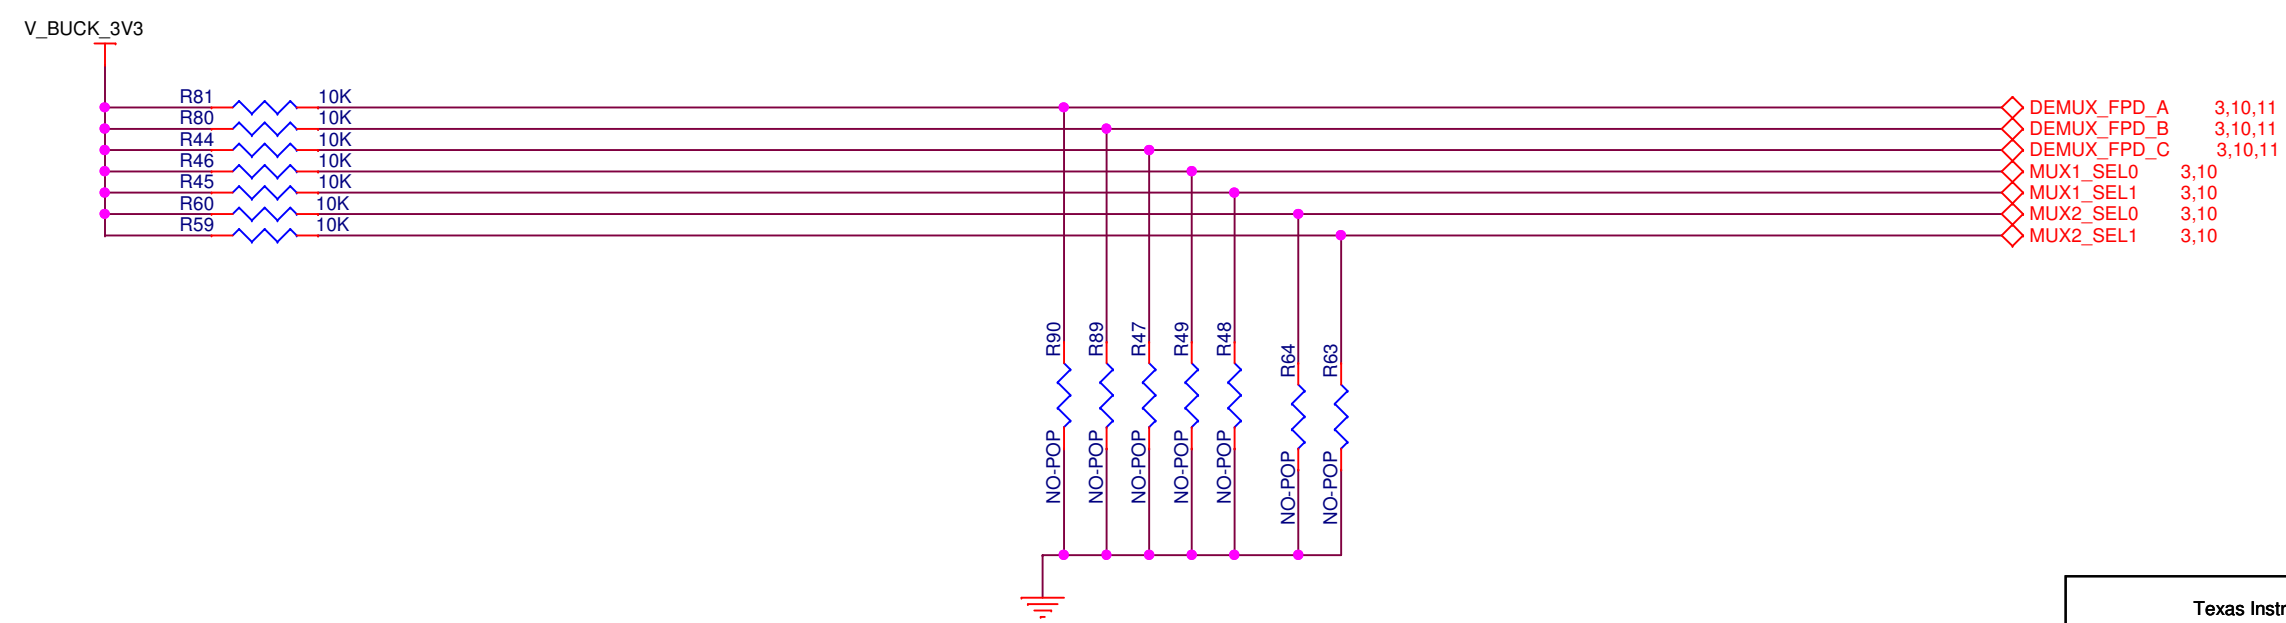 V_BUCK_3V3
R81 10K DEMUX_FPD_A 3,10,11
R80 10K DEMUX_FPD_B 3,10,11
R44 10K DEMUX_FPD_C 3,10,11
R46 10K MUX1_SEL0 3,10
R45 10K MUX1_SEL1 3,10
R60 10K MUX2_SEL0 3,10
R59 10K MUX2_SEL1 3,10
R90 NO-POP
R89 NO-POP
R47 NO-POP
R49 NO-POP
R48 NO-POP
R64 NO-POP
R63 NO-POP
Texas Instr